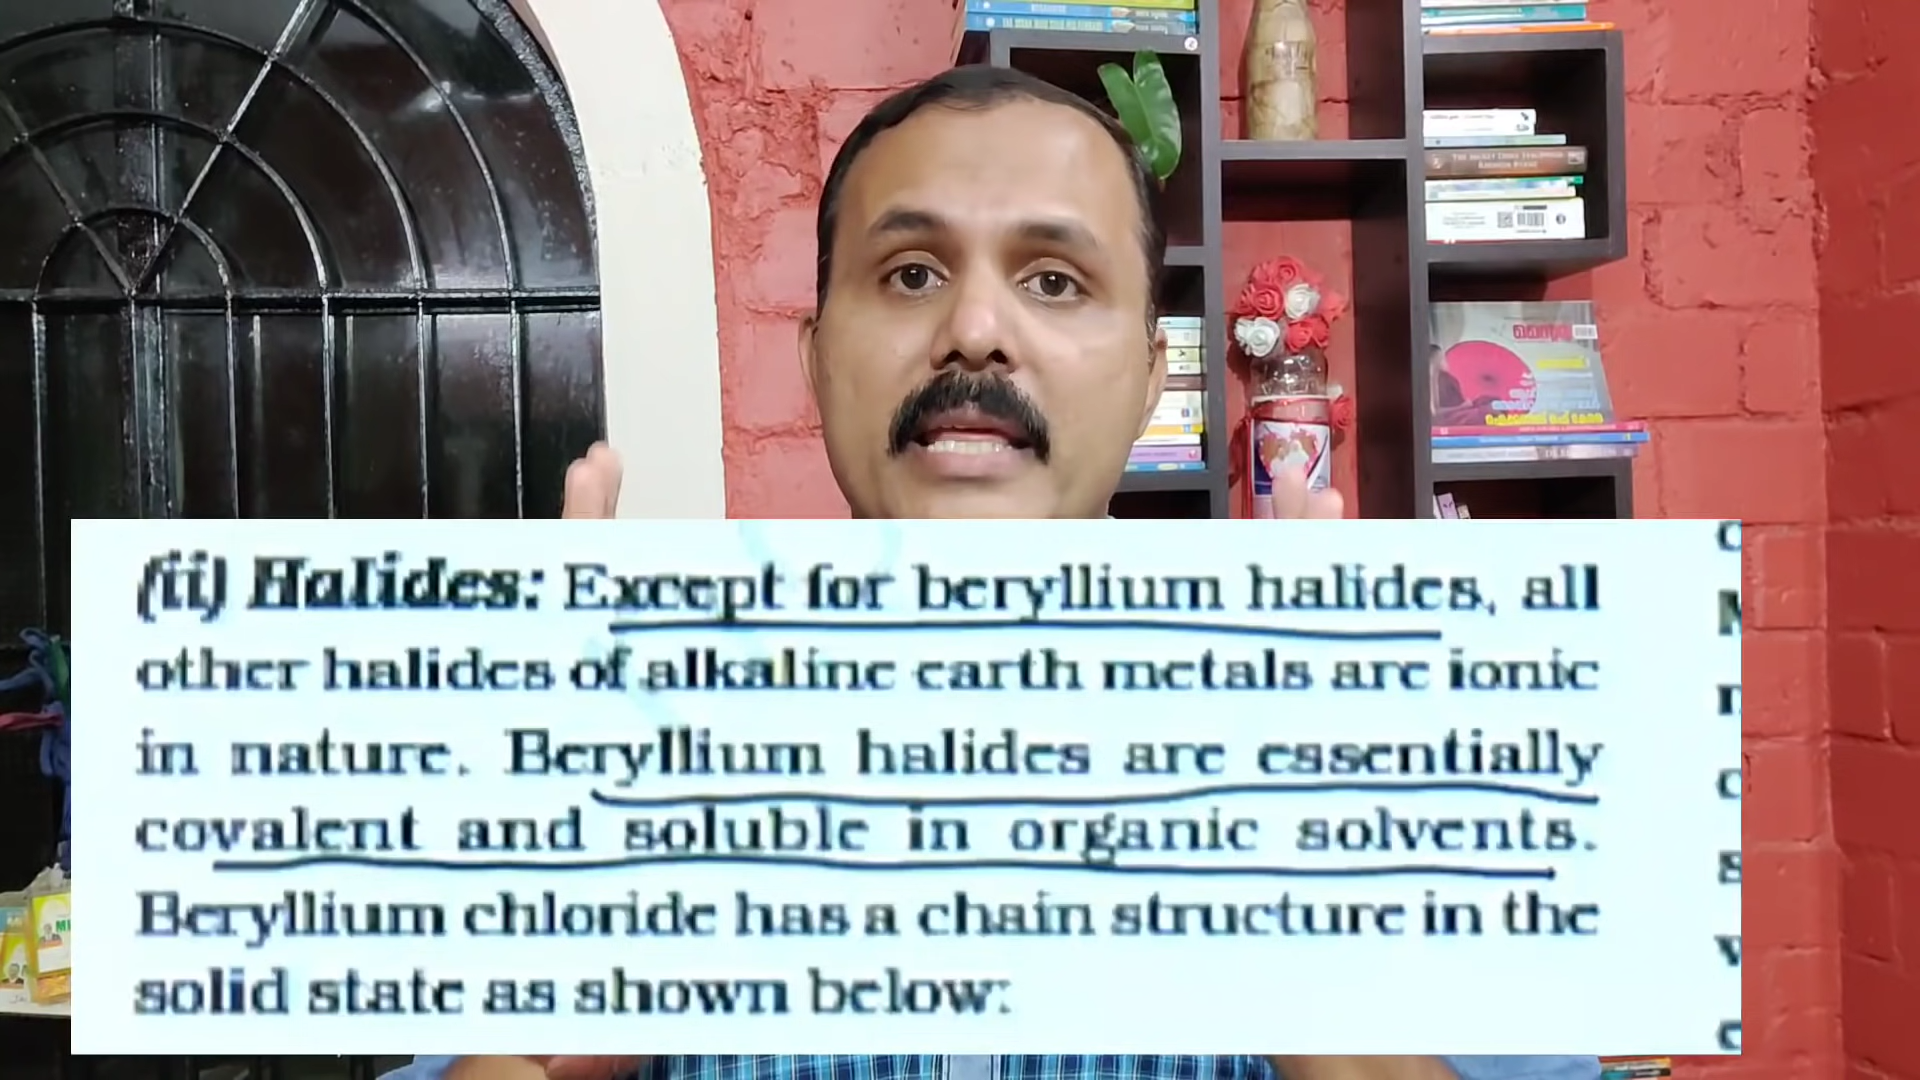 (ii) Halides: Except for beryllium halides, all
other halides of alkaline earth metals are ionic
in nature. Beryllium halides are essentially
covalent and soluble in organic solvents.
Beryllium chloride has a chain structure in the
solid state as shown below: